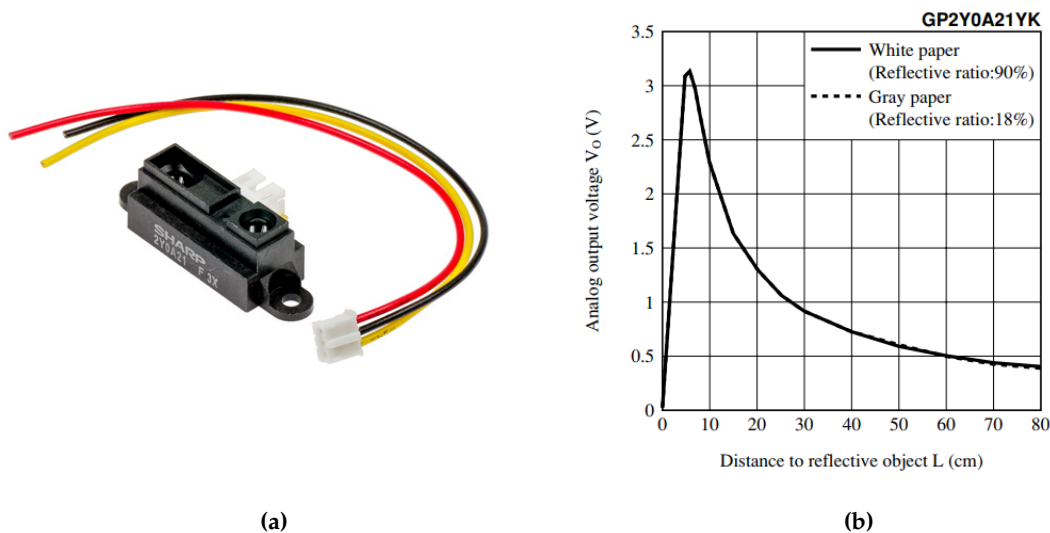 SHARP
2Y0A21 F 3X
GP2Y0A21YK
3.5
3
2.5
2
1.5
1
0.5
0
Analog output voltage VO (V)
White paper
(Reflective ratio:90%)
Gray paper
(Reflective ratio:18%)
0 10 20 30 40 50 60 70 80
Distance to reflective object L (cm)
(a)
(b)